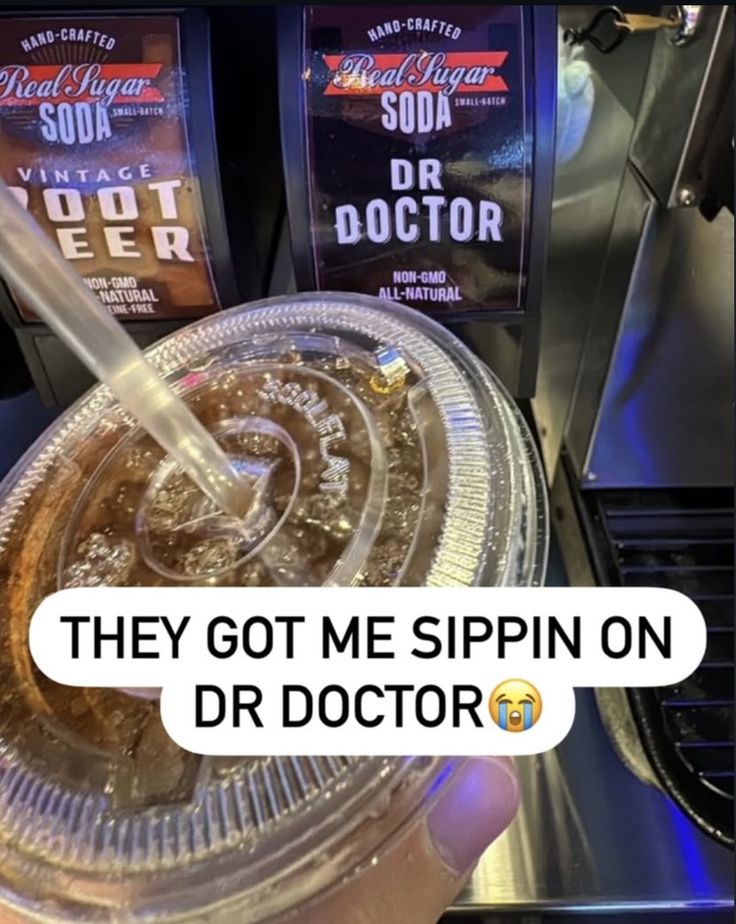 HAND-CRAFTED
Real Sugar
SODA SMALL-BATCH
VINTAGE
OOT
EER
NON-GMO
-NATURAL
HAND-CRAFTED
Real Sugar
SODA SMALL-BATCH
DR
DOCTOR
NON-GMO
ALL-NATURAL
THEY GOT ME SIPPIN ON
DR DOCTOR😭